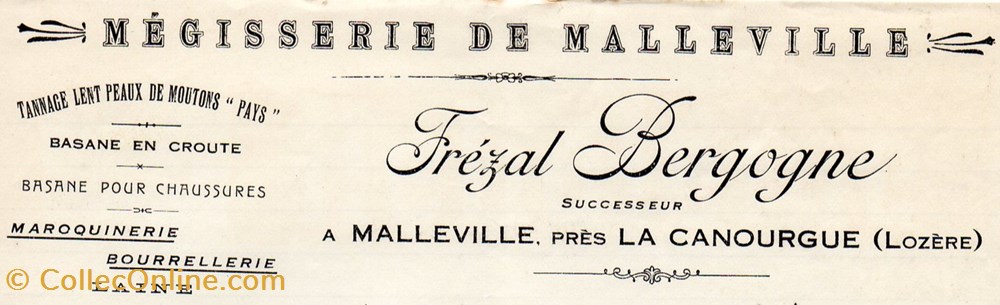 MÉGISSERIE DE MALLEVILLE
TANNAGE LENT PEAUX DE MOUTONS "PAYS"
BASANE EN CROUTE
BASANE POUR CHAUSSURES
MAROQUINERIE
BOURRELLERIE
LAINE
Frézal Bergogne
SUCCESSEUR
A MALLEVILLE, PRÈS LA CANOURGUE (LOZÈRE)
© CollecOnline.com